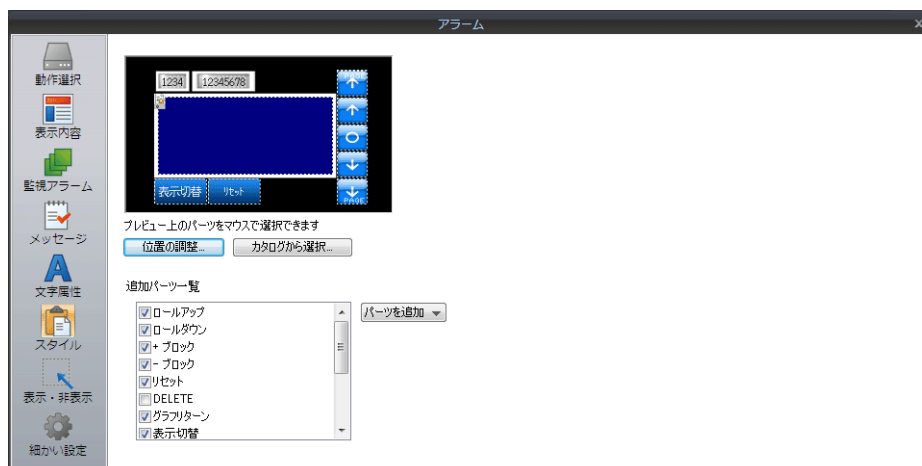 アラーム
x
動作選択
表示内容
監視アラーム
メッセージ
文字属性
スタイル
表示・非表示
細かい設定
1234 12345678
PAGE
表示切替 リセット
PAGE
プレビュー上のパーツをマウスで選択できます
位置の調整... カタログから選択...
追加パーツ一覧
ロールアップ
ロールダウン
+ ブロック
- ブロック
リセット
DELETE
グラフリターン
表示切替
パーツを追加